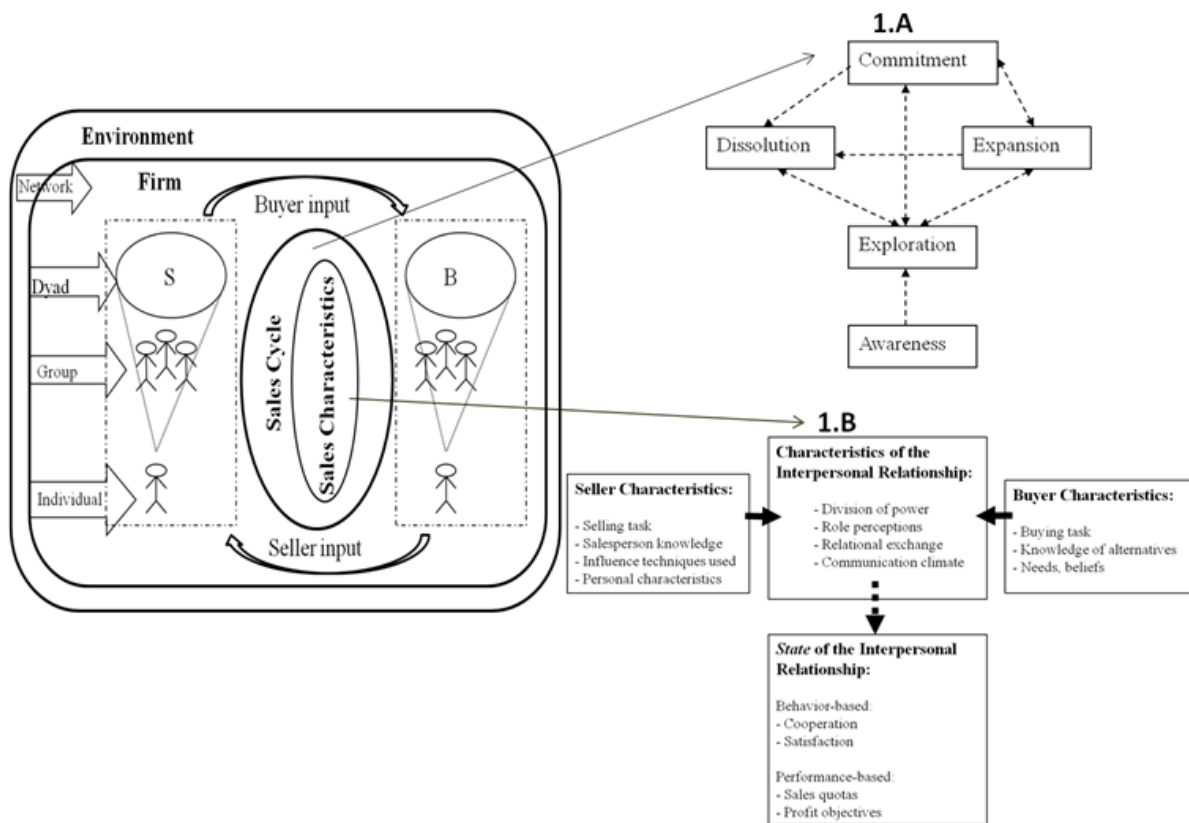 Environment
Network
Firm
Buyer input
S
B
Dyad
Group
Individual
Sales Cycle
Sales Characteristics
Seller input
1.A
Commitment
Dissolution
Expansion
Exploration
Awareness
1.B
Seller Characteristics:
- Selling task
- Salesperson knowledge
- Influence techniques used
- Personal characteristics
Characteristics of the
Interpersonal Relationship:
- Division of power
- Role perceptions
- Relational exchange
- Communication climate
Buyer Characteristics:
- Buying task
- Knowledge of alternatives
- Needs, beliefs
State of the Interpersonal
Relationship:
Behavior-based:
- Cooperation
- Satisfaction
Performance-based:
- Sales quotas
- Profit objectives